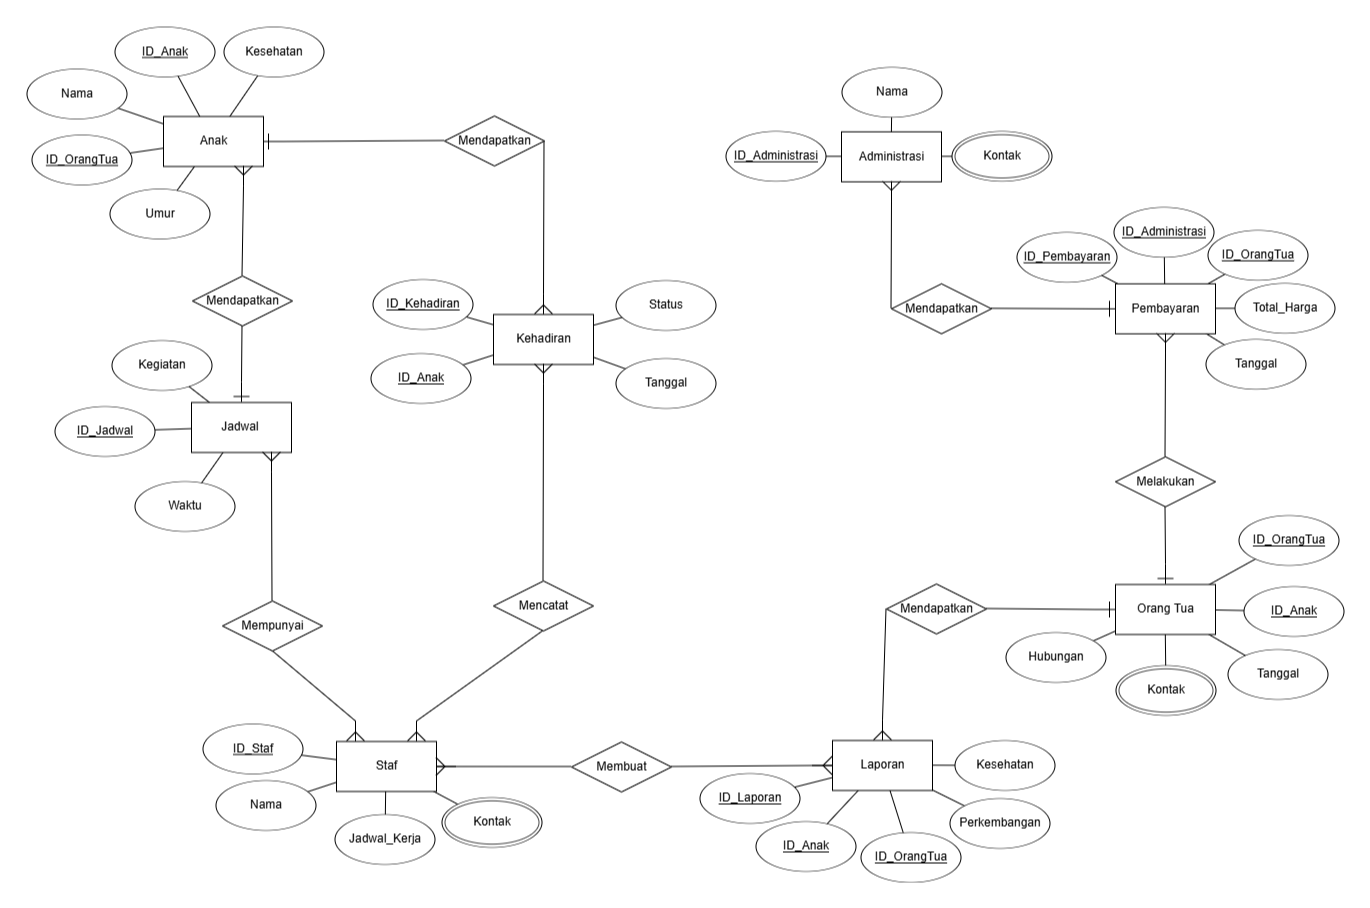 ID_Anak
Kesehatan
Nama
Anak
ID_OrangTua
Umur
Mendapatkan
Nama
ID_Administrasi
Administrasi
Kontak
ID_Pembayaran
ID_Administrasi
ID_OrangTua
Mendapatkan
Pembayaran
Total_Harga
Tanggal
Mendapatkan
ID_Kehadiran
Status
Kehadiran
ID_Anak
Tanggal
Kegiatan
ID_Jadwal
Jadwal
Waktu
Melakukan
ID_OrangTua
Mempunyai
Mencatat
Mendapatkan
Orang Tua
ID_Anak
Hubungan
Kontak
Tanggal
ID_Staf
Staf
Nama
Jadwal_Kerja
Kontak
Membuat
Laporan
Kesehatan
ID_Laporan
Perkembangan
ID_Anak
ID_OrangTua